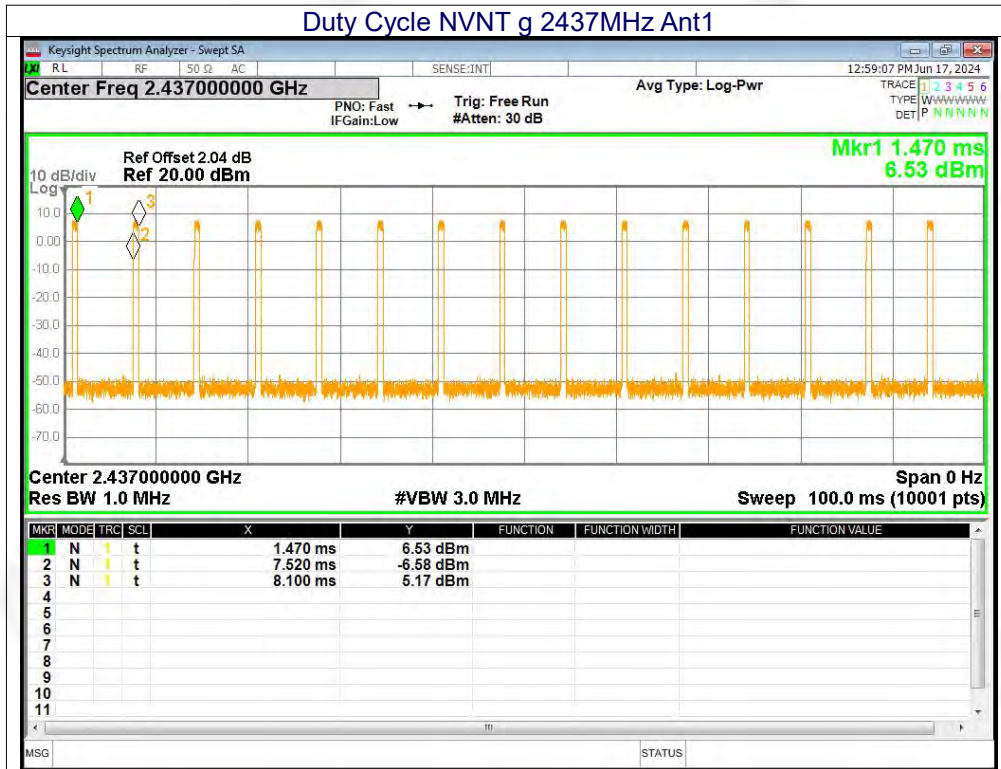 Duty Cycle NVNT g 2437MHz Ant1
Keysight Spectrum Analyzer - Swept SA
LXI RL RF 50 Ω AC SENSE:INT 12:59:07 PM Jun 17, 2024
Center Freq 2.437000000 GHz
PNO: Fast
IFGain:Low
Trig: Free Run
#Atten: 30 dB
Avg Type: Log-Pwr
TRACE 1 2 3 4 5 6
TYPE WWWWWWW
DET P N N N N N
Mkr1 1.470 ms
6.53 dBm
Ref Offset 2.04 dB
10 dB/div Ref 20.00 dBm
Log
1
3
2
10.0
0.00
-10.0
-20.0
-30.0
-40.0
-50.0
-60.0
-70.0
Center 2.437000000 GHz Span 0 Hz
Res BW 1.0 MHz #VBW 3.0 MHz Sweep 100.0 ms (10001 pts)
MKR MODE TRC SCL X Y FUNCTION FUNCTION WIDTH FUNCTION VALUE
1 N 1 t 1.470 ms 6.53 dBm
2 N 1 t 7.520 ms -6.58 dBm
3 N 1 t 8.100 ms 5.17 dBm
4
5
6
7
8
9
10
11
MSG STATUS